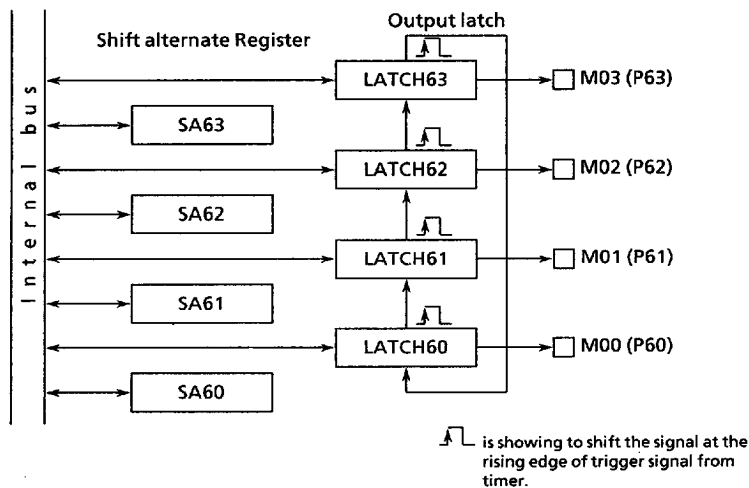 Output latch
Shift alternate Register
LATCH63
M03 (P63)
SA63
LATCH62
M02 (P62)
SA62
LATCH61
M01 (P61)
SA61
LATCH60
M00 (P60)
SA60
Internal bus
is showing to shift the signal at the
rising edge of trigger signal from
timer.